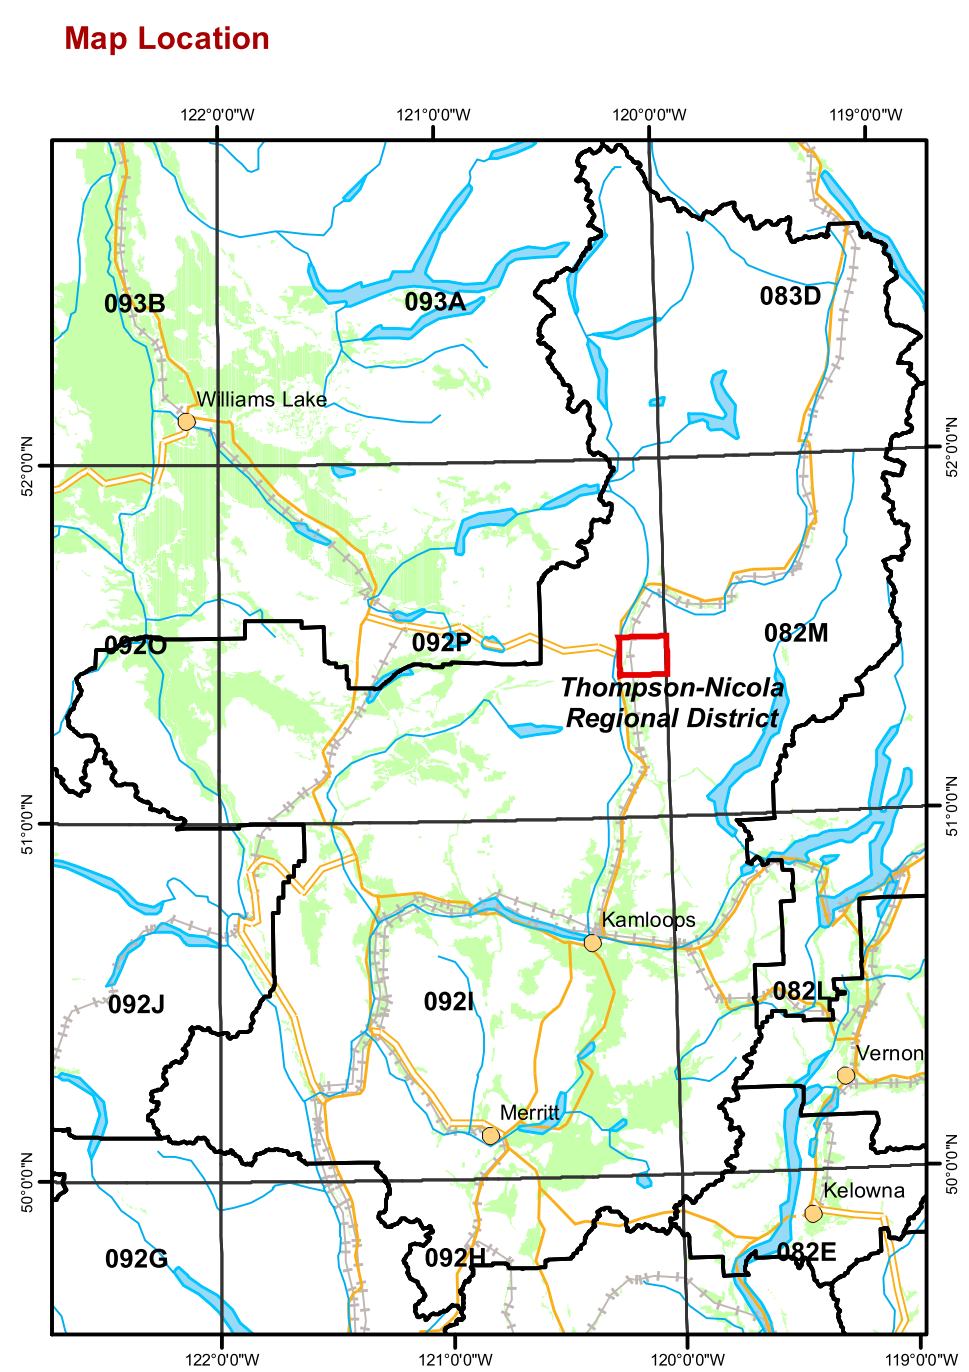 Map Location
122°0'0"W
121°0'0"W
120°0'0"W
119°0'0"W
093B
093A
083D
Williams Lake
52°0'0"N
52°0'0"N
092O
092P
082M
Thompson-Nicola
Regional District
51°0'0"N
51°0'0"N
Kamloops
092J
092I
082L
Vernon
Merritt
50°0'0"N
50°0'0"N
Kelowna
092G
092H
082E
122°0'0"W
121°0'0"W
120°0'0"W
119°0'0"W